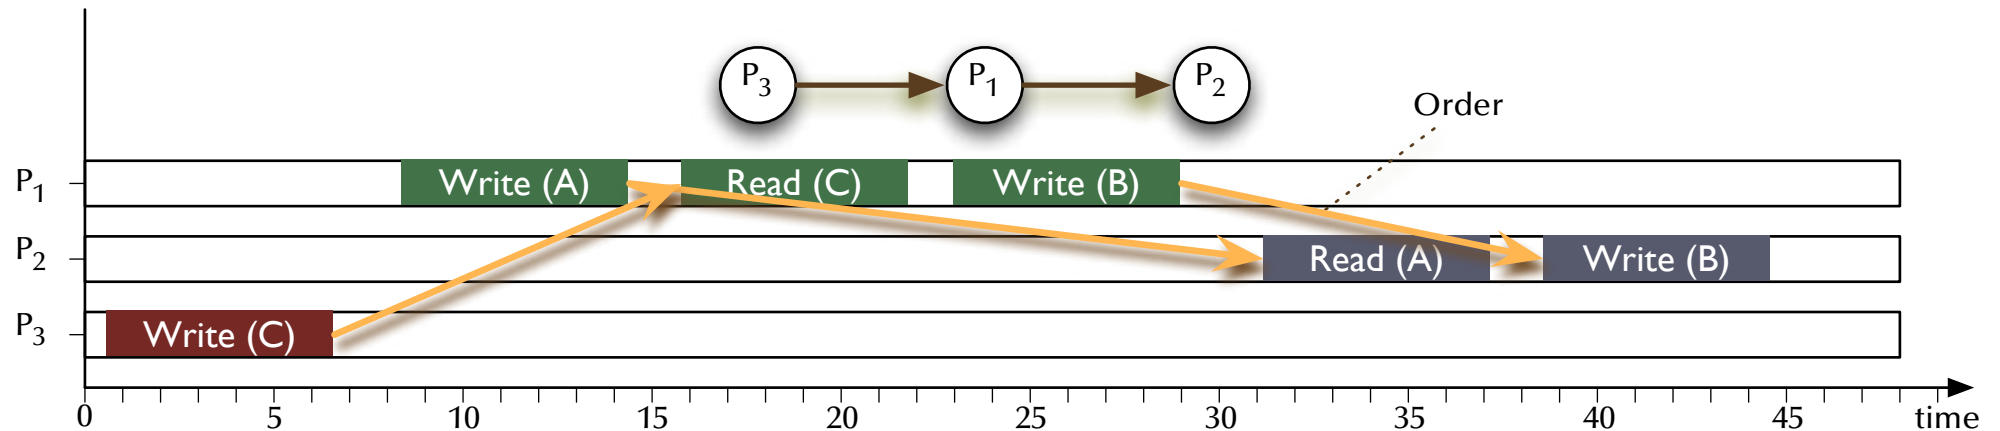 P3 P1 P2
Order
P1 Write (A) Read (C) Write (B)
P2 Read (A) Write (B)
P3 Write (C)
0 5 10 15 20 25 30 35 40 45 time